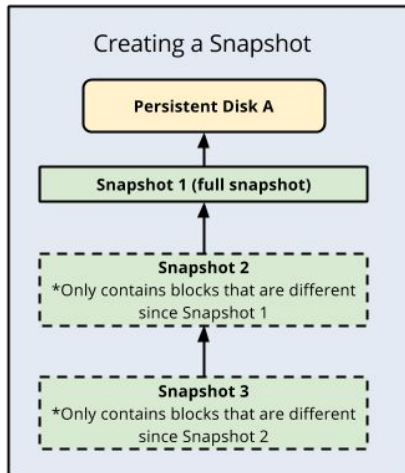 Creating a Snapshot
Persistent Disk A
Snapshot 1 (full snapshot)
Snapshot 2
*Only contains blocks that are different
since Snapshot 1
Snapshot 3
*Only contains blocks that are different
since Snapshot 2